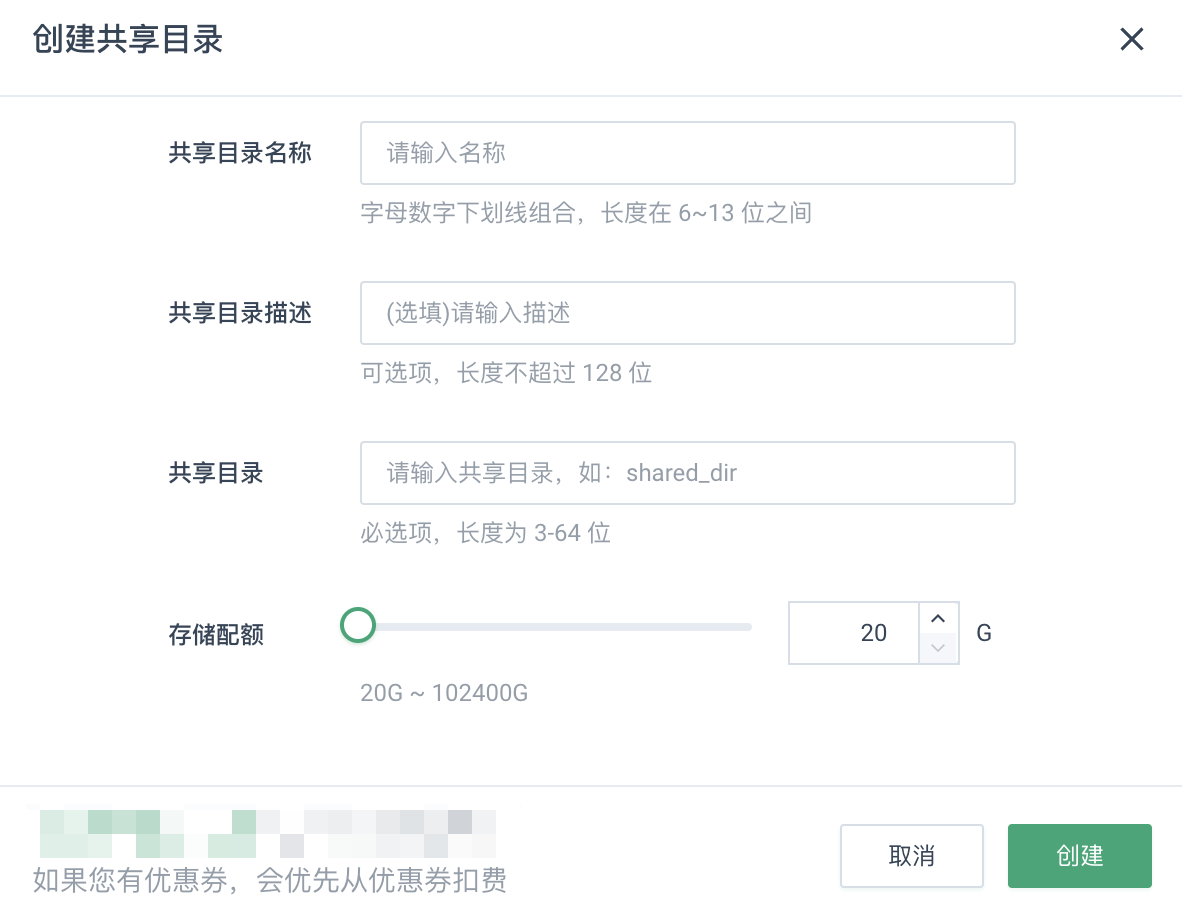 创建共享目录
共享目录名称
请输入名称
字母数字下划线组合，长度在 6~13 位之间
共享目录描述
(选填)请输入描述
可选项，长度不超过 128 位
共享目录
请输入共享目录，如：shared_dir
必选项，长度为 3-64 位
存储配额
20
G
20G ~ 102400G
如果您有优惠券，会优先从优惠券扣费
取消
创建